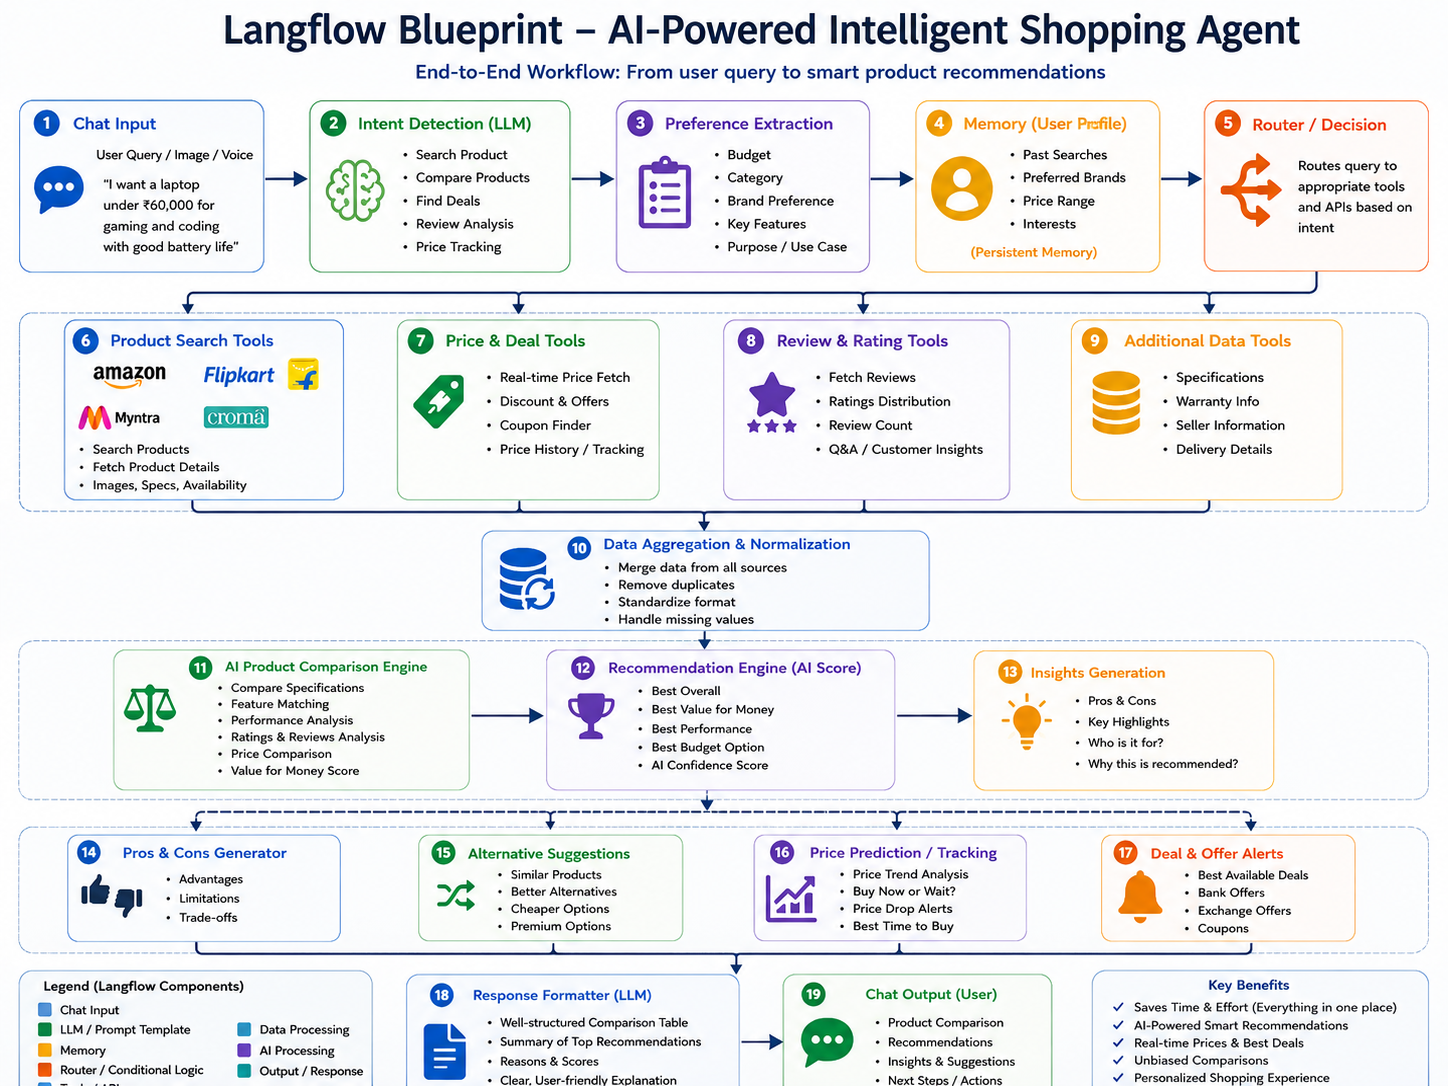 Langflow Blueprint – AI-Powered Intelligent Shopping Agent
End-to-End Workflow: From user query to smart product recommendations
1 Chat Input
User Query / Image / Voice
“I want a laptop
under ₹60,000 for
gaming and coding
with good battery life”
2 Intent Detection (LLM)
• Search Product
• Compare Products
• Find Deals
• Review Analysis
• Price Tracking
3 Preference Extraction
• Budget
• Category
• Brand Preference
• Key Features
• Purpose / Use Case
4 Memory (User Profile)
• Past Searches
• Preferred Brands
• Price Range
• Interests
(Persistent Memory)
5 Router / Decision
Routes query to
appropriate tools
and APIs based on
intent
6 Product Search Tools
amazon
Flipkart
Myntra
croma
• Search Products
• Fetch Product Details
• Images, Specs, Availability
7 Price & Deal Tools
• Real-time Price Fetch
• Discount & Offers
• Coupon Finder
• Price History / Tracking
8 Review & Rating Tools
• Fetch Reviews
• Ratings Distribution
• Review Count
• Q&A / Customer Insights
9 Additional Data Tools
• Specifications
• Warranty Info
• Seller Information
• Delivery Details
10 Data Aggregation & Normalization
• Merge data from all sources
• Remove duplicates
• Standardize format
• Handle missing values
11 AI Product Comparison Engine
• Compare Specifications
• Feature Matching
• Performance Analysis
• Ratings & Reviews Analysis
• Price Comparison
• Value for Money Score
12 Recommendation Engine (AI Score)
• Best Overall
• Best Value for Money
• Best Performance
• Best Budget Option
• AI Confidence Score
13 Insights Generation
• Pros & Cons
• Key Highlights
• Who is it for?
• Why this is recommended?
14 Pros & Cons Generator
• Advantages
• Limitations
• Trade-offs
15 Alternative Suggestions
• Similar Products
• Better Alternatives
• Cheaper Options
• Premium Options
16 Price Prediction / Tracking
• Price Trend Analysis
• Buy Now or Wait?
• Price Drop Alerts
• Best Time to Buy
17 Deal & Offer Alerts
• Best Available Deals
• Bank Offers
• Exchange Offers
• Coupons
Legend (Langflow Components)
Chat Input
LLM / Prompt Template
Memory
Router / Conditional Logic
Data Processing
AI Processing
Output / Response
18 Response Formatter (LLM)
• Well-structured Comparison Table
• Summary of Top Recommendations
• Reasons & Scores
• Clear, User-friendly Explanation
19 Chat Output (User)
• Product Comparison
• Recommendations
• Insights & Suggestions
• Next Steps / Actions
Key Benefits
✓ Saves Time & Effort (Everything in one place)
✓ AI-Powered Smart Recommendations
✓ Real-time Prices & Best Deals
✓ Unbiased Comparisons
✓ Personalized Shopping Experience